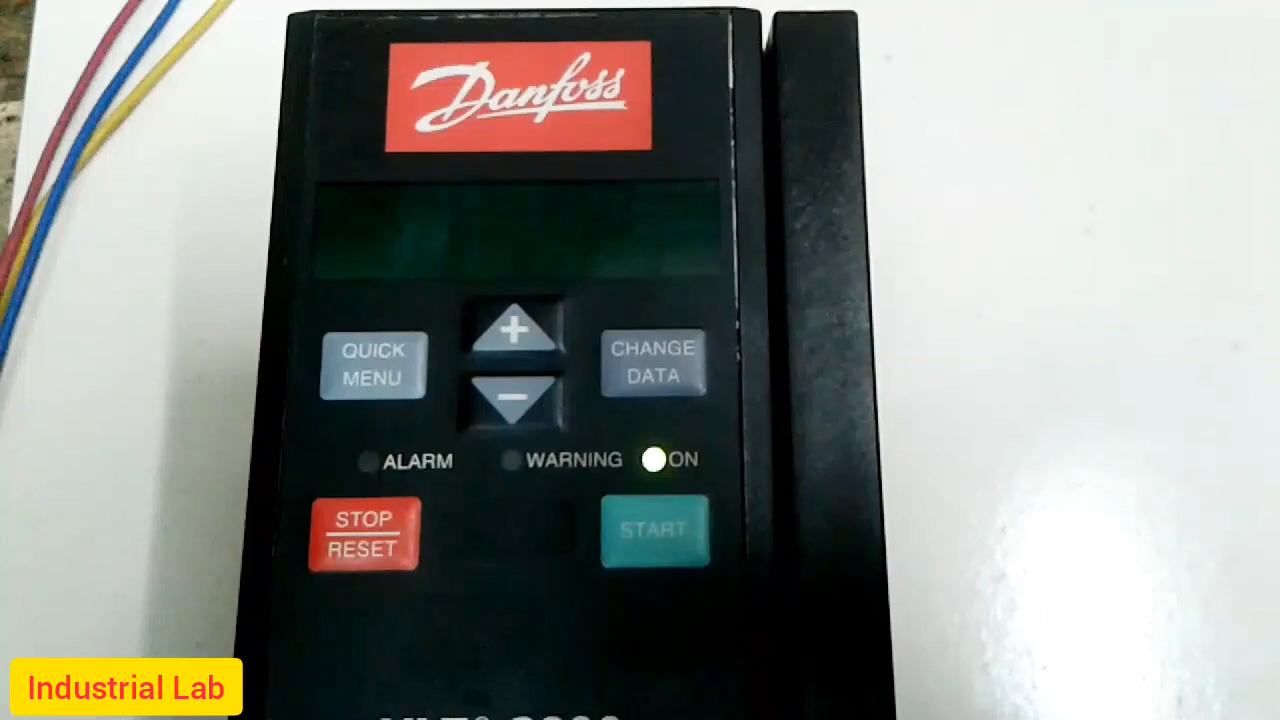 Danfoss
QUICK
MENU
+
−
CHANGE
DATA
ALARM
WARNING
ON
STOP
RESET
START
Industrial Lab